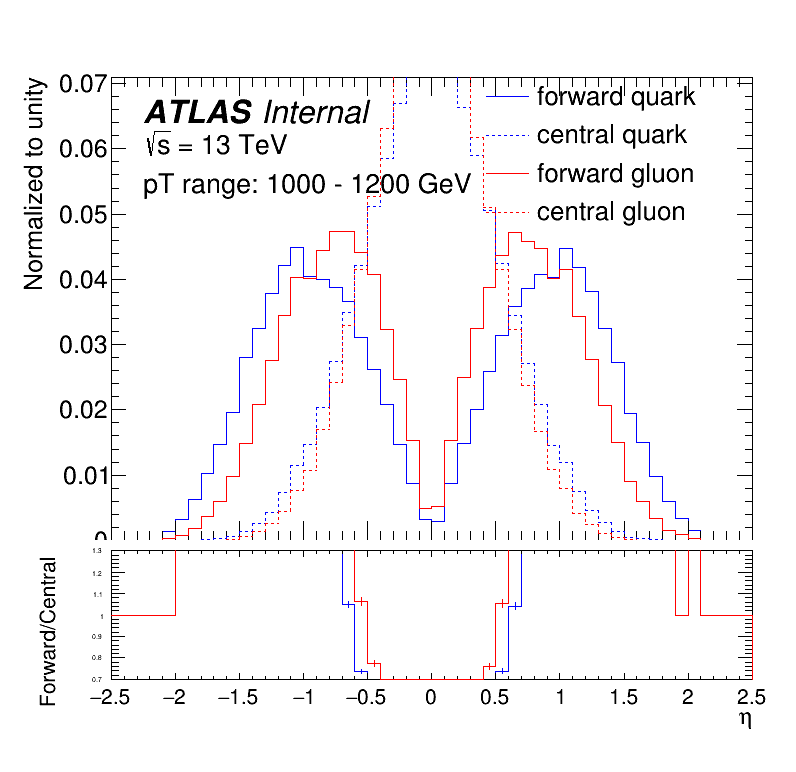 Normalized to unity
0.07
0.06
0.05
0.04
0.03
0.02
0.01
0
ATLAS Internal
√s = 13 TeV
pT range: 1000 - 1200 GeV
forward quark
central quark
forward gluon
central gluon
Forward/Central
1.3
1.2
1.1
1
0.9
0.8
0.7
−2.5 −2 −1.5 −1 −0.5 0 0.5 1 1.5 2 2.5
η